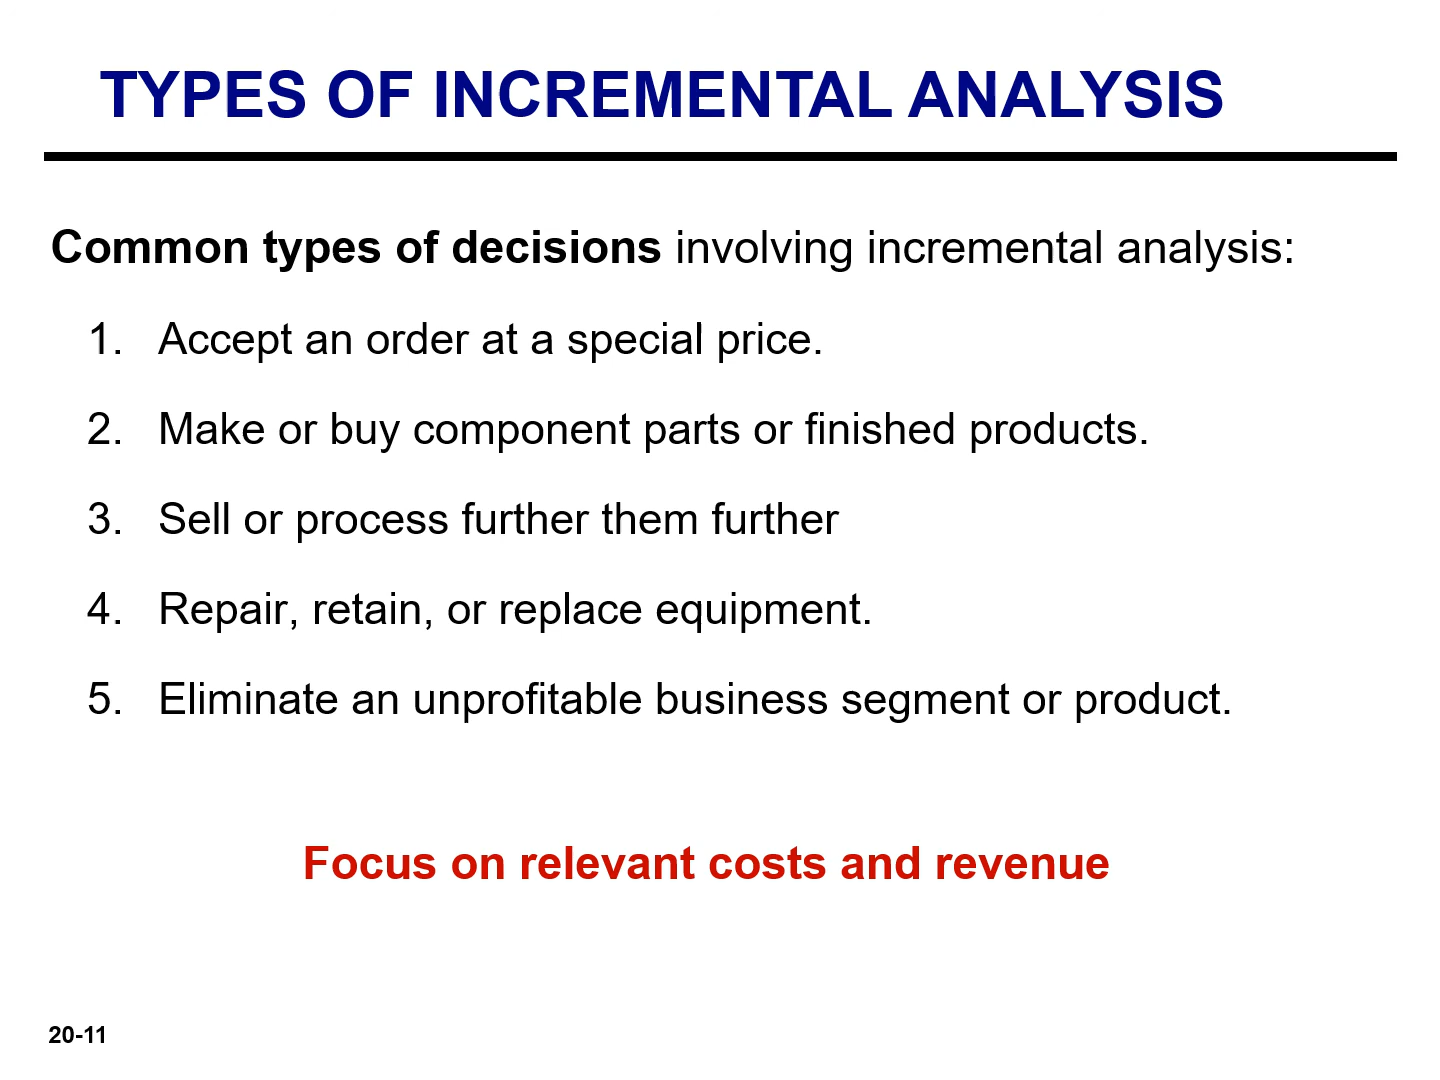 TYPES OF INCREMENTAL ANALYSIS
Common types of decisions involving incremental analysis:
1. Accept an order at a special price.
2. Make or buy component parts or finished products.
3. Sell or process further them further
4. Repair, retain, or replace equipment.
5. Eliminate an unprofitable business segment or product.
Focus on relevant costs and revenue
20-11